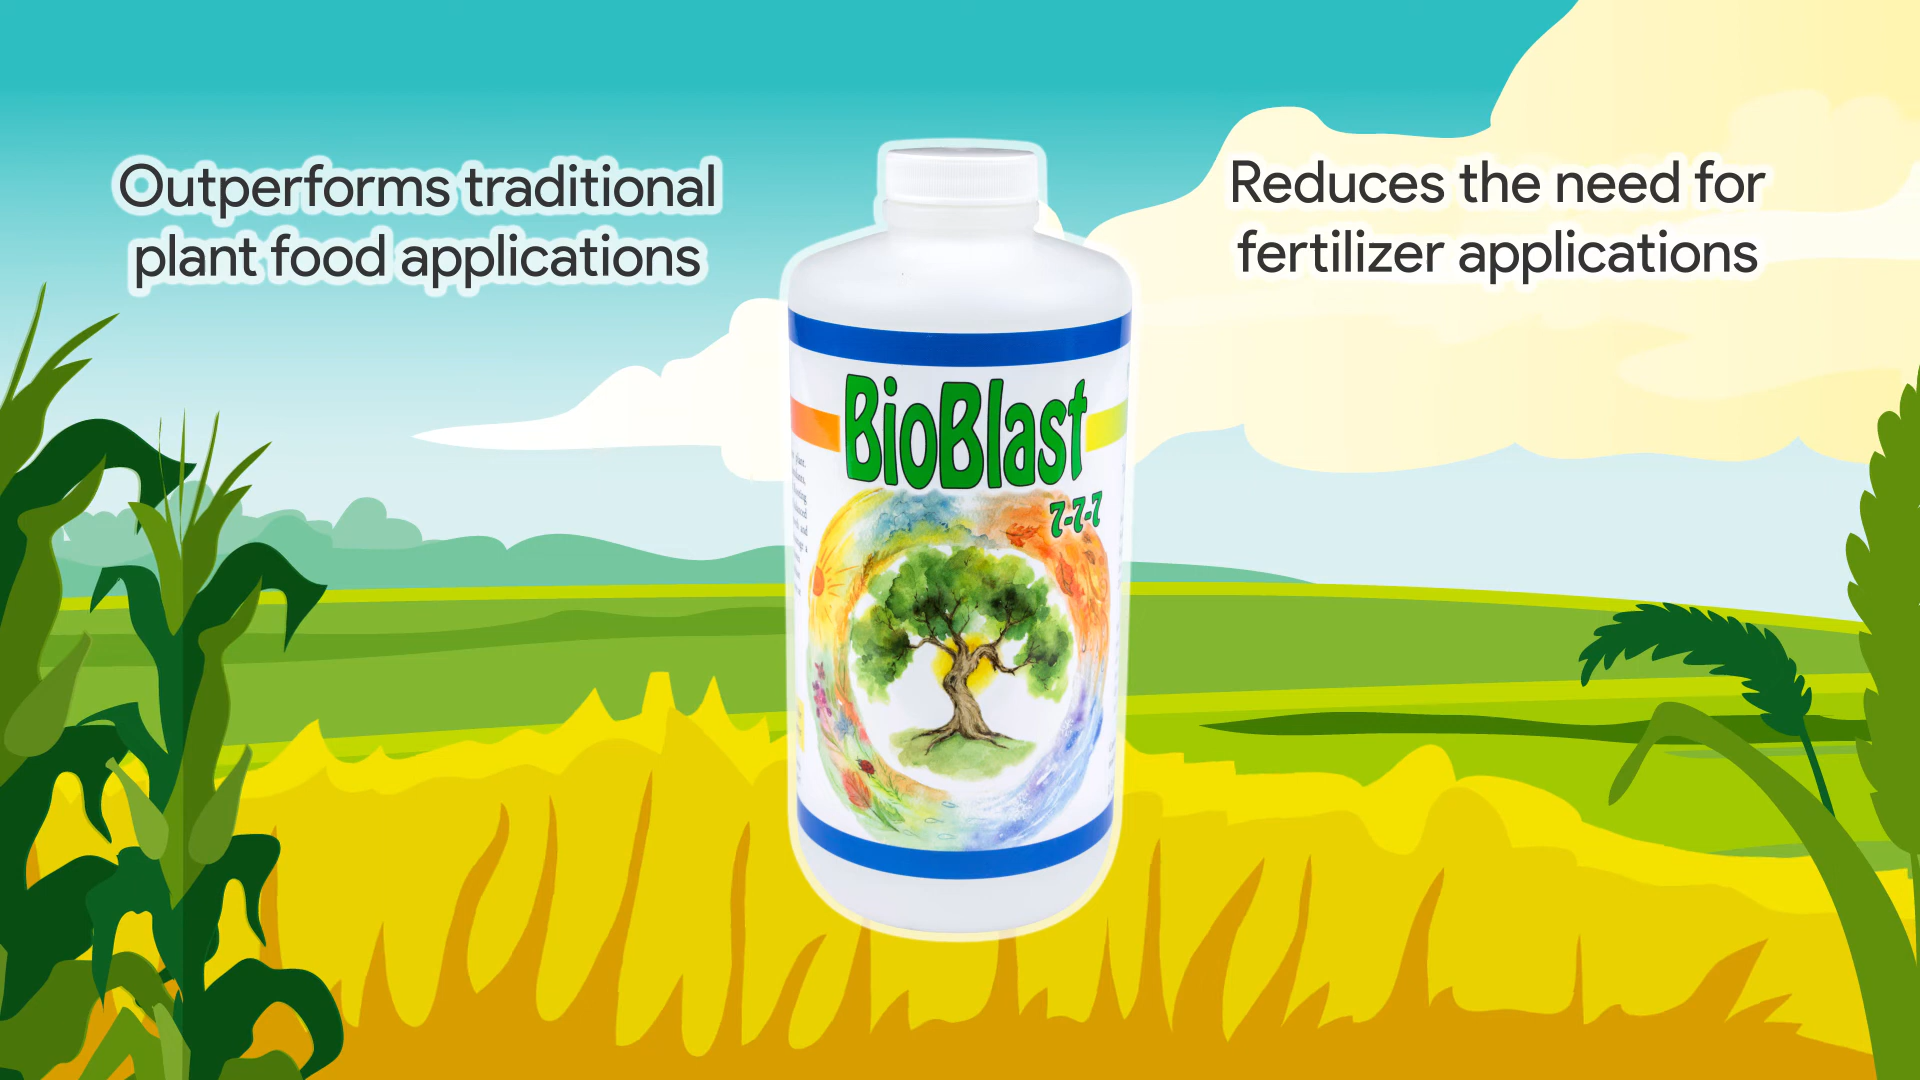 Outperforms traditional
plant food applications
Reduces the need for
fertilizer applications
BioBlast
7-7-7